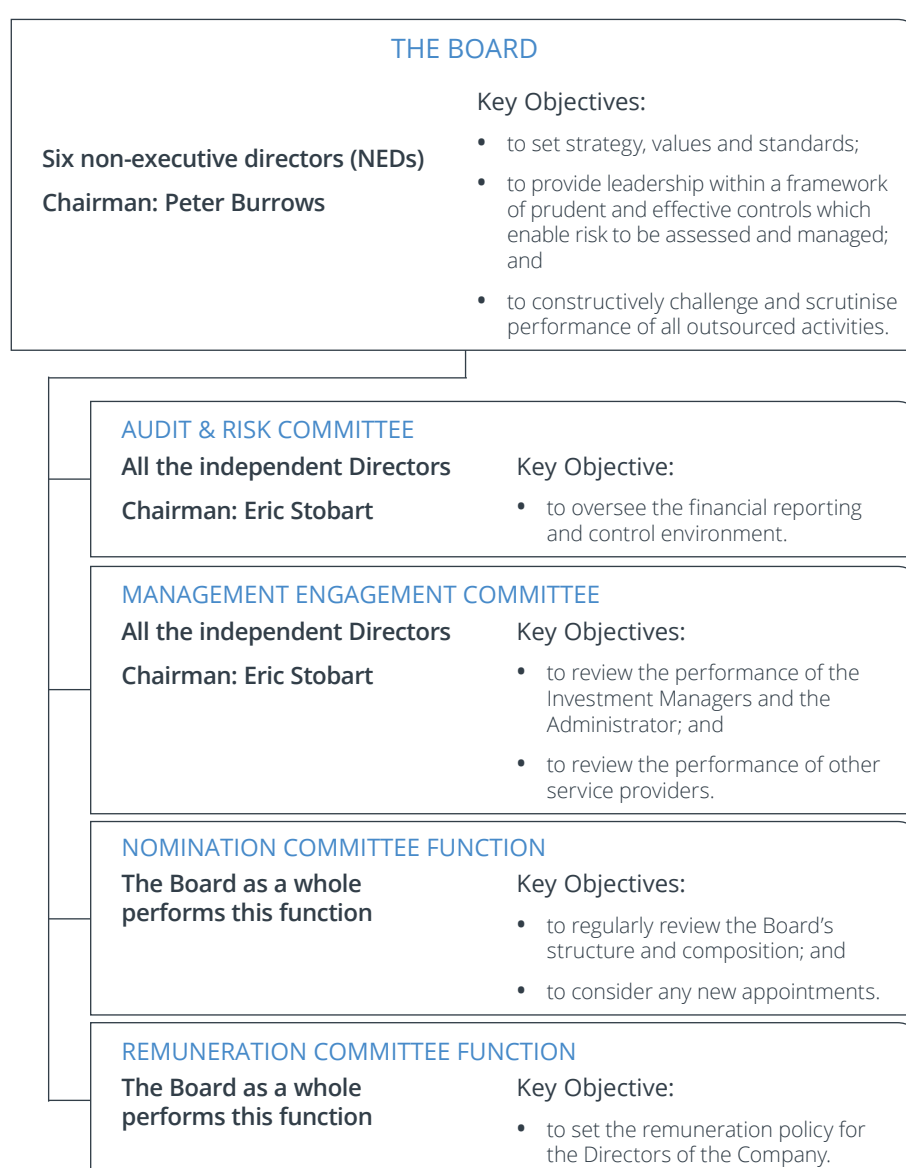 THE BOARD
Six non-executive directors (NEDs)
Chairman: Peter Burrows
Key Objectives:
• to set strategy, values and standards;
• to provide leadership within a framework
of prudent and effective controls which
enable risk to be assessed and managed;
and
• to constructively challenge and scrutinise
performance of all outsourced activities.
AUDIT & RISK COMMITTEE
All the independent Directors
Chairman: Eric Stobart
Key Objective:
• to oversee the financial reporting
and control environment.
MANAGEMENT ENGAGEMENT COMMITTEE
All the independent Directors
Chairman: Eric Stobart
Key Objectives:
• to review the performance of the
Investment Managers and the
Administrator; and
• to review the performance of other
service providers.
NOMINATION COMMITTEE FUNCTION
The Board as a whole
performs this function
Key Objectives:
• to regularly review the Board’s
structure and composition; and
• to consider any new appointments.
REMUNERATION COMMITTEE FUNCTION
The Board as a whole
performs this function
Key Objective:
• to set the remuneration policy for
the Directors of the Company.